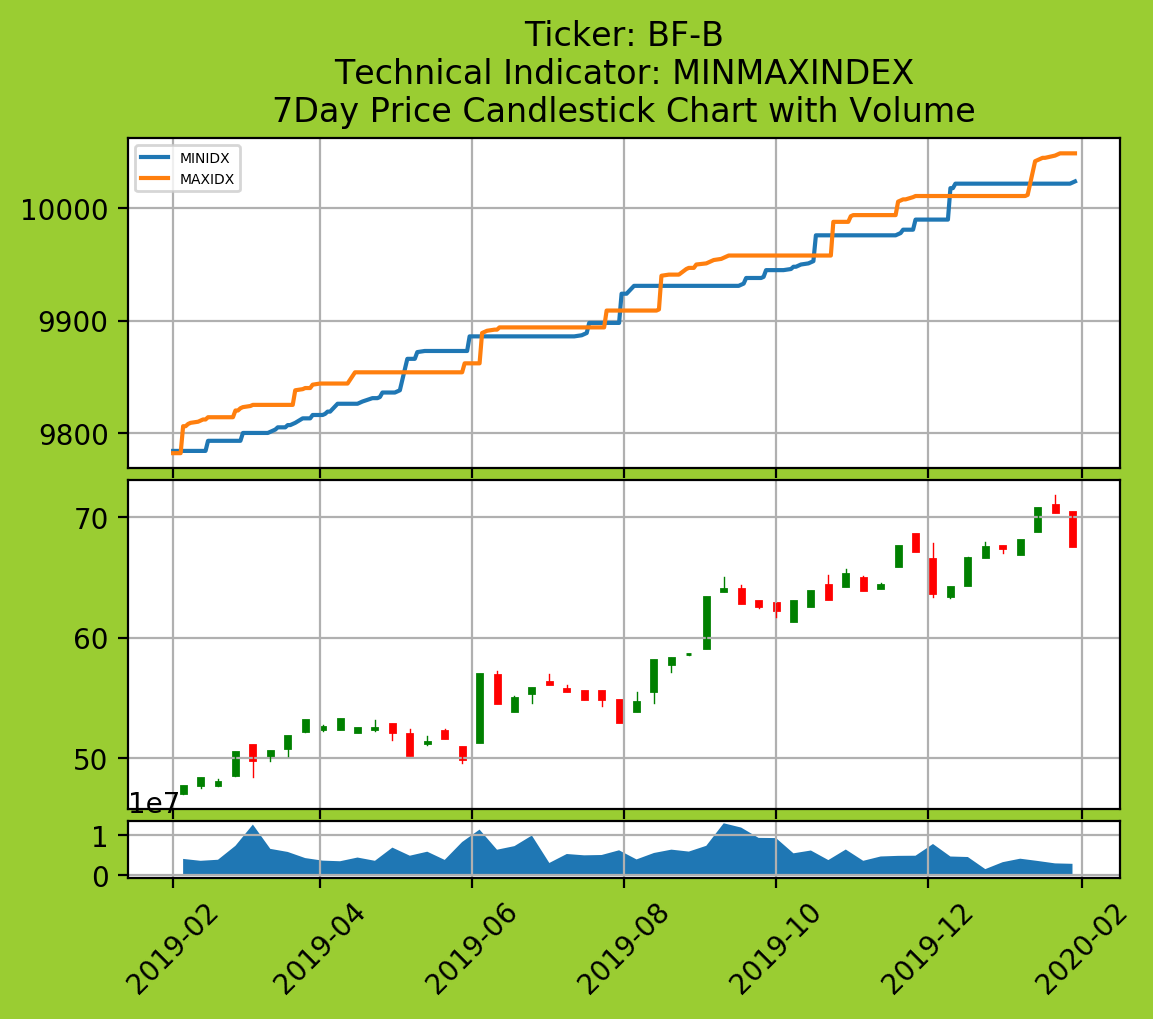 Ticker: BF-B
Technical Indicator: MINMAXINDEX
7Day Price Candlestick Chart with Volume
MINIDX
MAXIDX
10000
9900
9800
70
60
50
1e7
1
0
2019-02
2019-04
2019-06
2019-08
2019-10
2019-12
2020-02